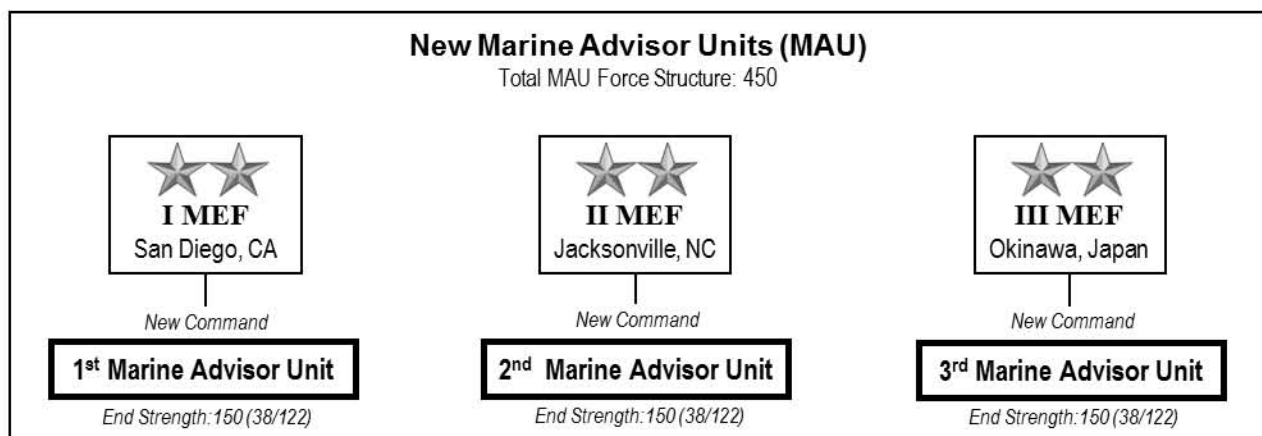 New Marine Advisor Units (MAU)
Total MAU Force Structure: 450
I MEF
San Diego, CA
New Command
1st Marine Advisor Unit
End Strength:150 (38/122)
II MEF
Jacksonville, NC
New Command
2nd Marine Advisor Unit
End Strength:150 (38/122)
III MEF
Okinawa, Japan
New Command
3rd Marine Advisor Unit
End Strength:150 (38/122)